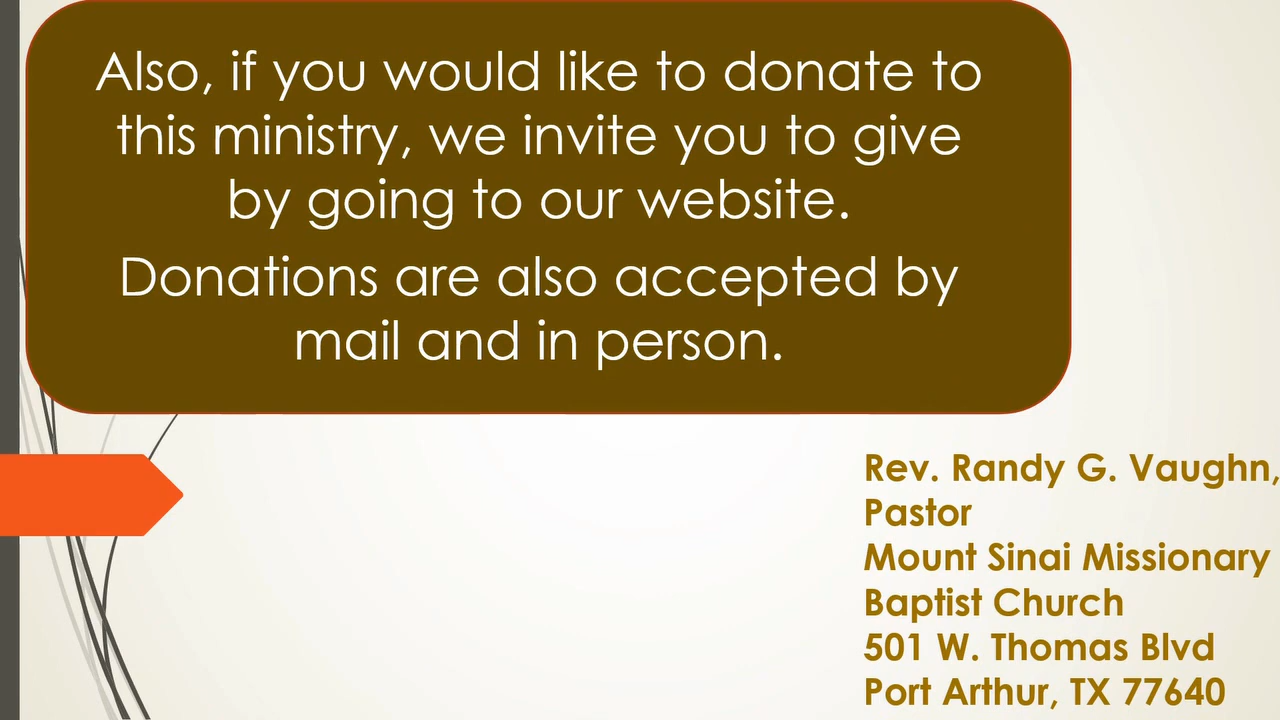 Also, if you would like to donate to
this ministry, we invite you to give
by going to our website.
Donations are also accepted by
mail and in person.
Rev. Randy G. Vaughn,
Pastor
Mount Sinai Missionary
Baptist Church
501 W. Thomas Blvd
Port Arthur, TX 77640